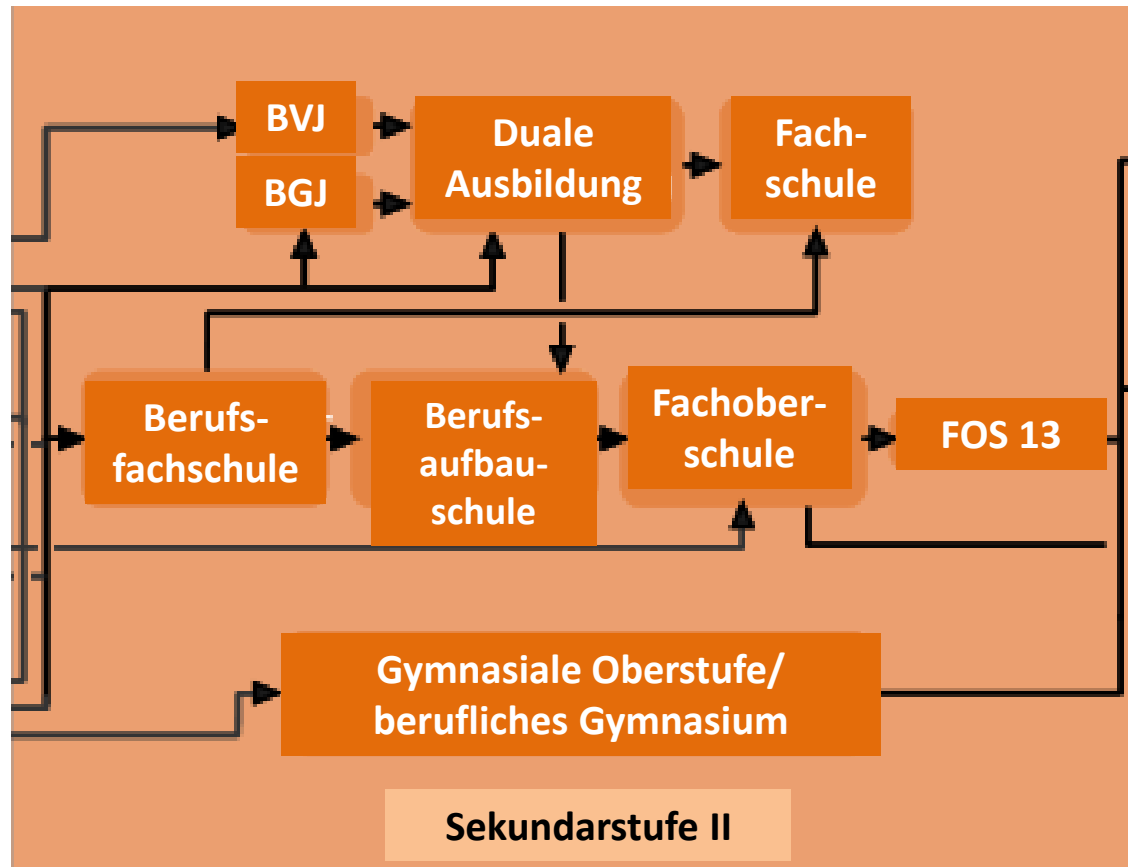 BVJ
BGJ
Duale
Ausbildung
Fach-
schule
Berufs-
fachschule
Berufs-
aufbau-
schule
Fachober-
schule
FOS 13
Gymnasiale Oberstufe/
berufliches Gymnasium
Sekundarstufe II